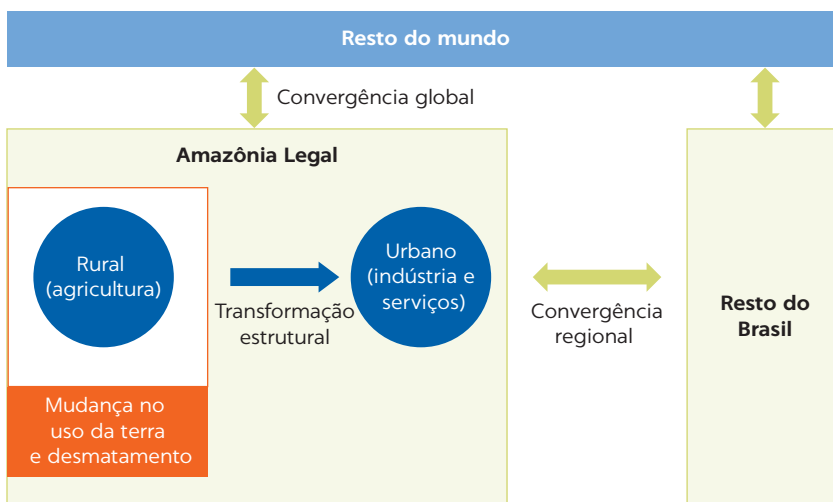 Resto do mundo
Convergência global
Amazônia Legal
Rural
(agricultura)
Transformação
estrutural
Urbano
(indústria e
serviços)
Convergência
regional
Resto do
Brasil
Mudança no
uso da terra
e desmatamento